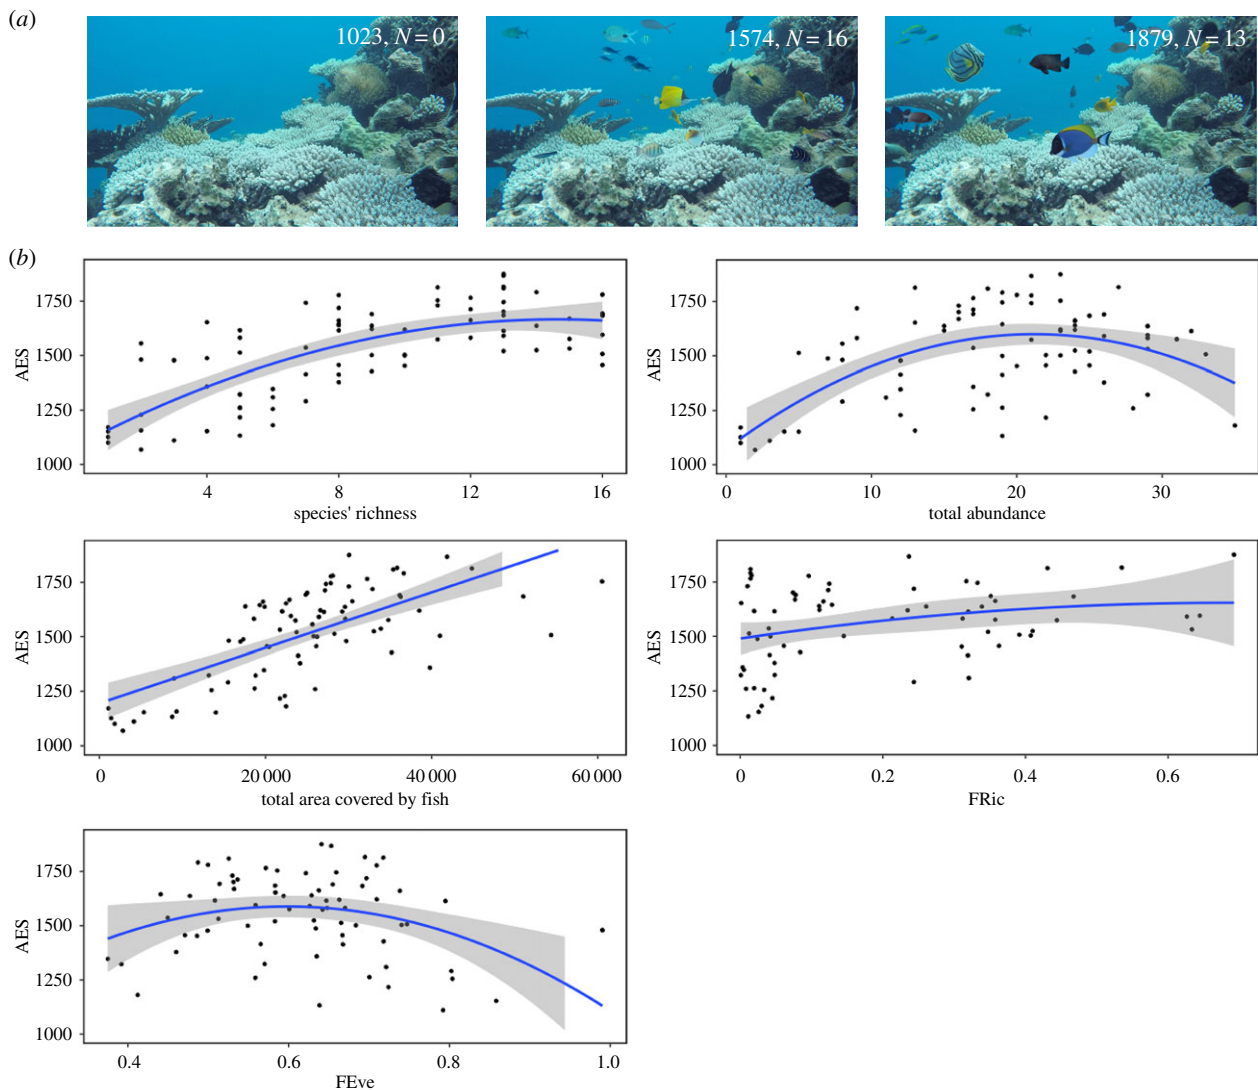 (a)
1023, N = 0
1574, N = 16
1879, N = 13
(b)
1750
1500
1250
1000
AES
4
8
12
16
species' richness
1750
1500
1250
1000
AES
0
10
20
30
total abundance
1750
1500
1250
1000
AES
0
20 000
40 000
60 000
total area covered by fish
1750
1500
1250
1000
AES
0
0.2
0.4
0.6
FRic
1750
1500
1250
1000
AES
0.4
0.6
0.8
1.0
FEve